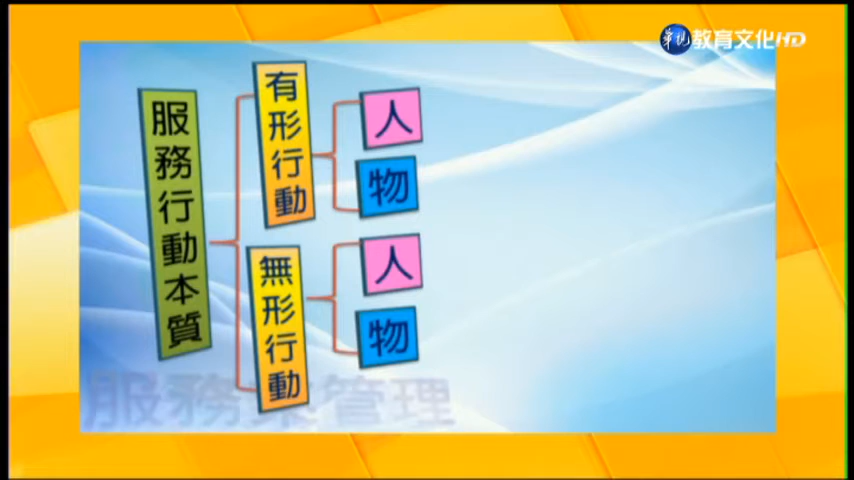 華視 教育文化HD
服務行動本質
有形行動
人
物
無形行動
人
物
服務業管理